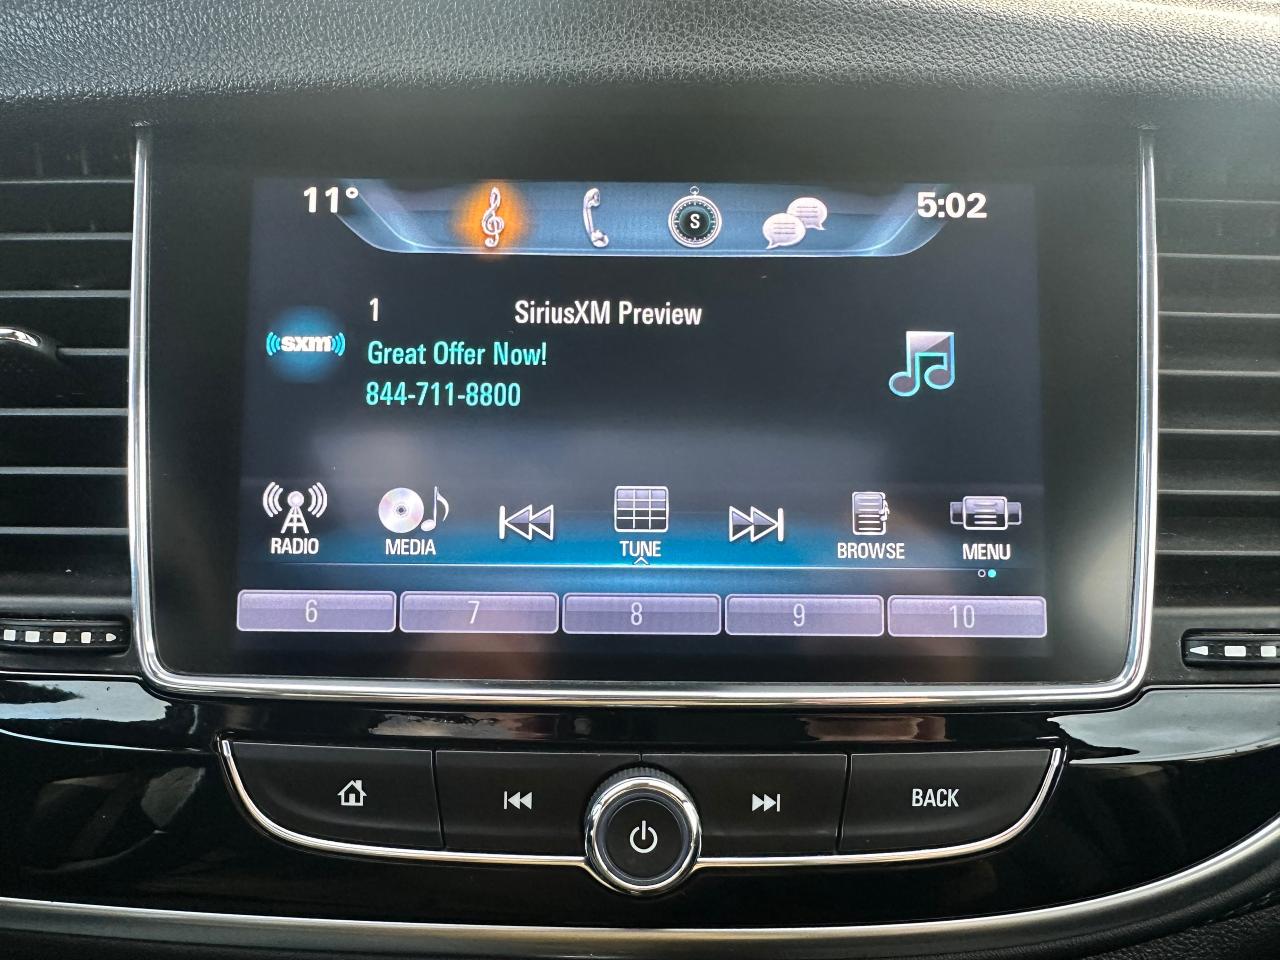 11° 5:02
S
1 SiriusXM Preview
((sxm))
Great Offer Now!
844-711-8800
RADIO MEDIA TUNE BROWSE MENU
6 7 8 9 10
BACK